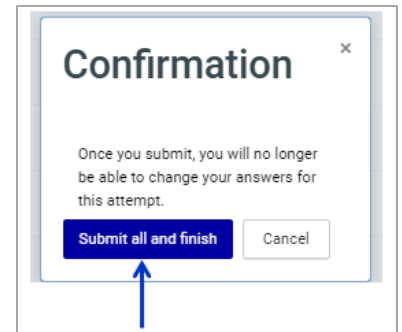 Confirmation ×
Once you submit, you will no longer
be able to change your answers for
this attempt.
Submit all and finish Cancel